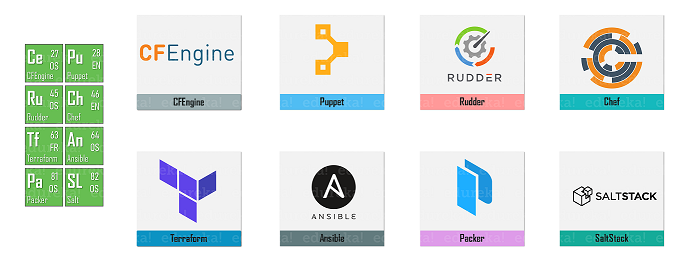 Ce 27 OS
CFEngine
Pu 28 EN
Puppet
Ru 45 OS
Rudder
Ch 46 EN
Chef
Tf 63 FR
Terraform
An 64 OS
Ansible
Pa 81 OS
Packer
SL 82 OS
Salt
CFEngine
CFEngine
Puppet
RUDDER
Rudder
Chef
Terraform
ANSIBLE
Ansible
Packer
SALTSTACK
SaltStack